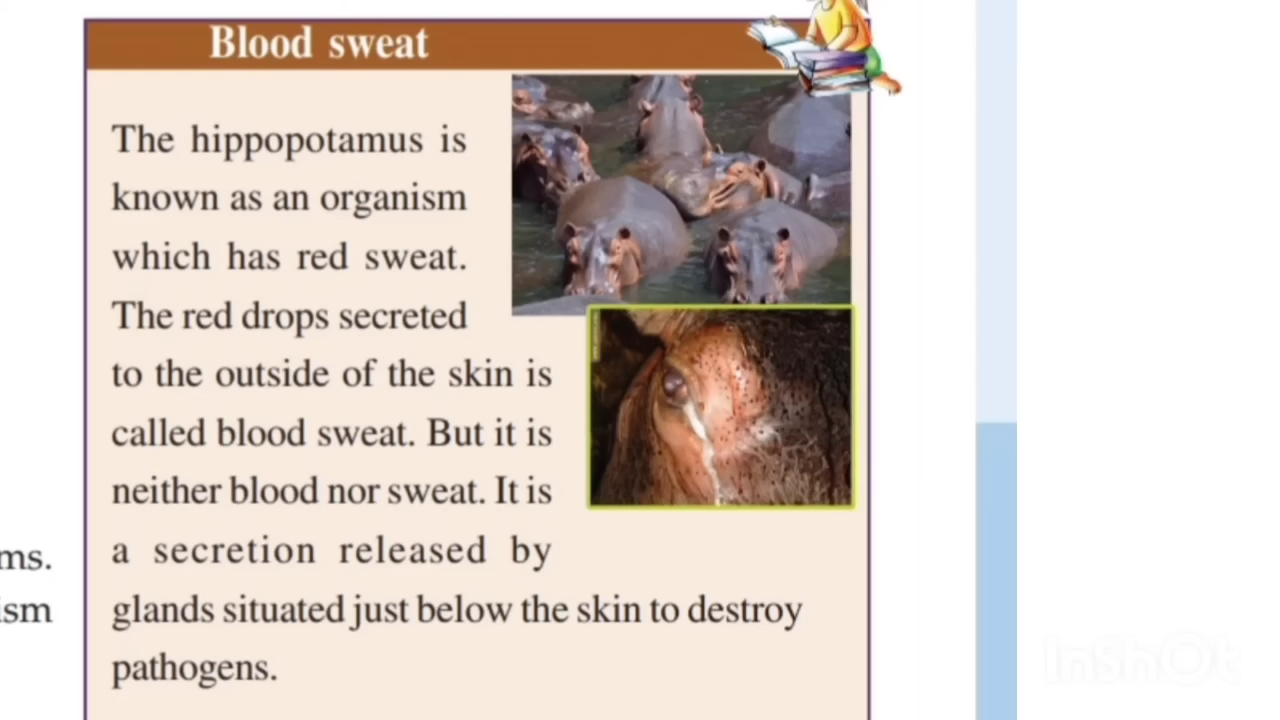 Blood sweat
The hippopotamus is
known as an organism
which has red sweat.
The red drops secreted
to the outside of the skin is
called blood sweat. But it is
neither blood nor sweat. It is
a secretion released by
ms.
glands situated just below the skin to destroy
ism
pathogens.
InShOt